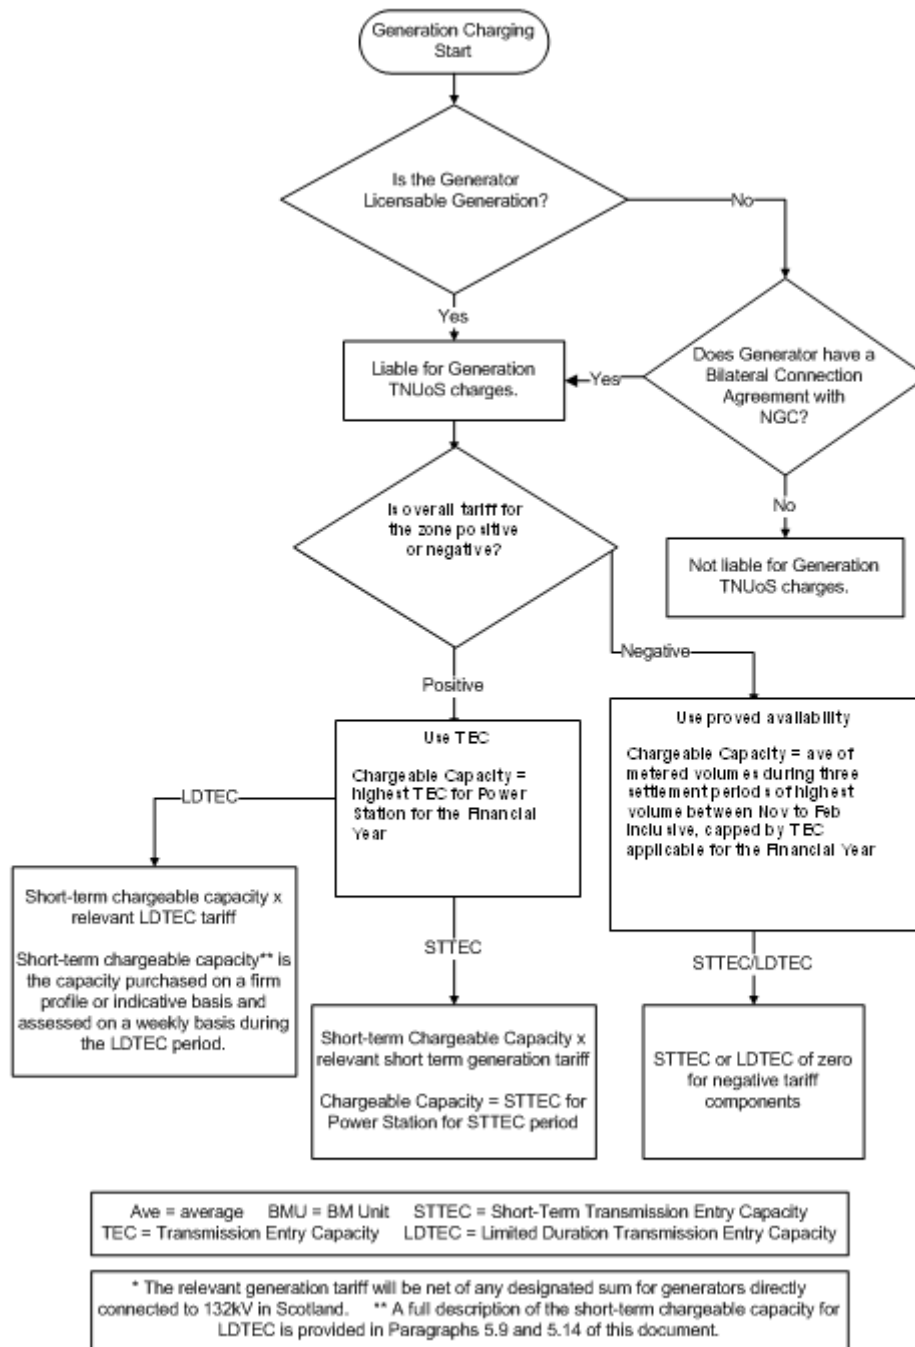 Generation Charging
Start
Is the Generator
Licensable Generation?
No
Yes
Does Generator have a
Bilateral Connection
Agreement with
NGC?
Liable for Generation
TNUoS charges.
Yes
No
Is overall tariff for
the zone positive
or negative?
Not liable for Generation
TNUoS charges.
Negative
Positive
Use proved availability
Chargeable Capacity = ave of
metered volumes during three
settlement periods of highest
volume between Nov to Feb
inclusive, capped by TEC
applicable for the Financial Year
Use TEC
Chargeable Capacity =
highest TEC for Power
Station for the Financial
Year
LDTEC
Short-term chargeable capacity x
relevant LDTEC tariff
Short-term chargeable capacity** is
the capacity purchased on a firm
profile or indicative basis and
assessed on a weekly basis during
the LDTEC period.
STTEC
STTEC/LDTEC
Short-term Chargeable Capacity x
relevant short term generation tariff
Chargeable Capacity = STTEC for
Power Station for STTEC period
STTEC or LDTEC of zero
for negative tariff
components
Ave = average BMU = BM Unit STTEC = Short-Term Transmission Entry Capacity
TEC = Transmission Entry Capacity LDTEC = Limited Duration Transmission Entry Capacity
* The relevant generation tariff will be net of any designated sum for generators directly
connected to 132kV in Scotland. ** A full description of the short-term chargeable capacity for
LDTEC is provided in Paragraphs 5.9 and 5.14 of this document.